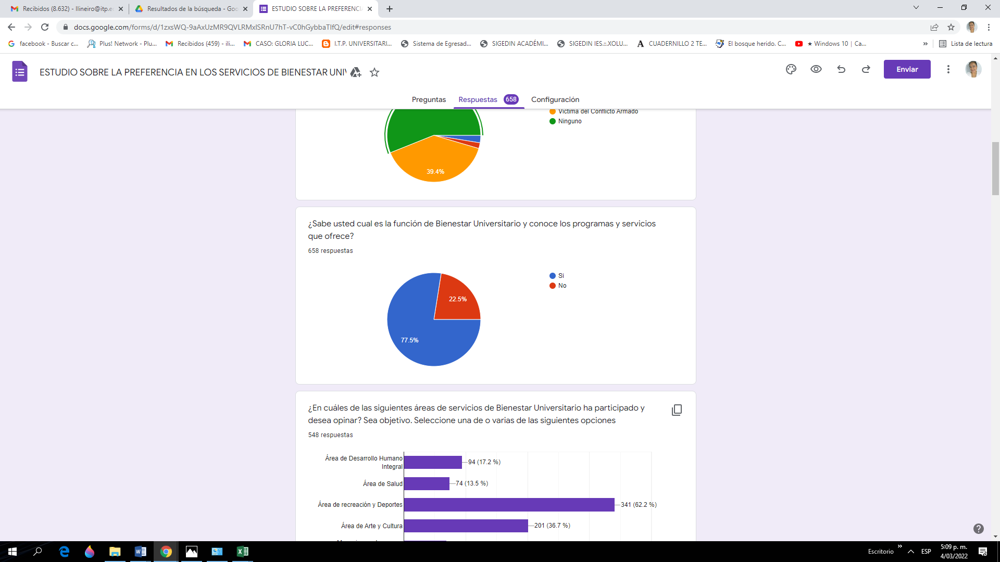 Recibidos (8.632) - llineiro@itp.e
Resultados de la búsqueda - Goo
ESTUDIO SOBRE LA PREFERENCIA
docs.google.com/forms/d/1zxsWQ-9aAxUzMR9QVLRMxlSRnU7hT-vC0hGybbaTlfQ/edit#responses
facebook - Buscar c...
Plus! Network - Plu...
Recibidos (459) - ili...
CASO: GLORIA LUC...
I.T.P. UNIVERSITARI...
Sistema de Egresad...
SIGEDIN ACADÉMI...
SIGEDIN IES.::.XOLU...
CUADERNILLO 2 TE...
El bosque herido. C...
★ Windows 10 | Ca...
»
Lista de lectura
ESTUDIO SOBRE LA PREFERENCIA EN LOS SERVICIOS DE BIENESTAR UNIV
Enviar
Preguntas
Respuestas 658
Configuración
Víctima del Conflicto Armado
Ninguno
39.4%
¿Sabe usted cual es la función de Bienestar Universitario y conoce los programas y servicios
que ofrece?
658 respuestas
Si
No
22.5%
77.5%
¿En cuáles de las siguientes áreas de servicios de Bienestar Universitario ha participado y
desea opinar? Sea objetivo. Seleccione una de o varias de las siguientes opciones
548 respuestas
Área de Desarrollo Humano
Integral
94 (17.2 %)
Área de Salud
74 (13.5 %)
Área de recreación y Deportes
341 (62.2 %)
Área de Arte y Cultura
201 (36.7 %)
Escritorio
»
ESP
5:09 p. m.
4/03/2022